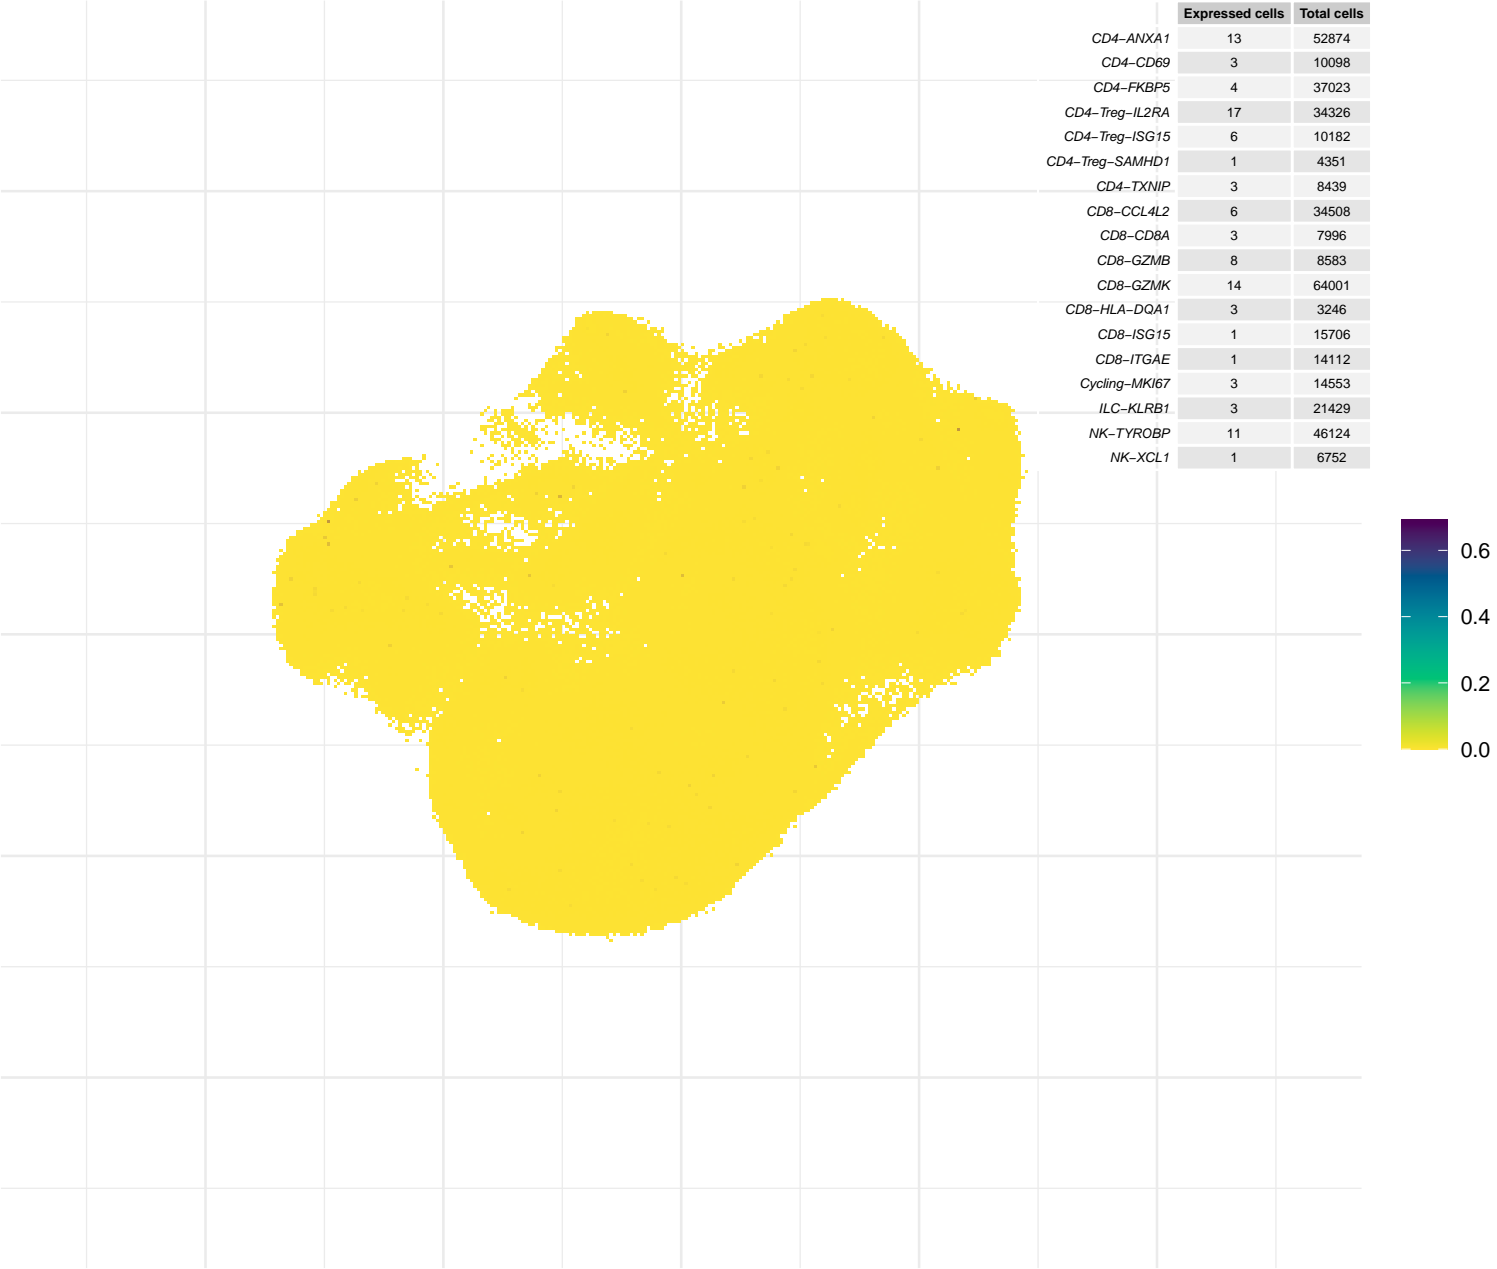 Expressed cells Total cells
CD4−ANXA1 13 52874
CD4−CD69 3 10098
CD4−FKBP5 4 37023
CD4−Treg−IL2RA 17 34326
CD4−Treg−ISG15 6 10182
CD4−Treg−SAMHD1 1 4351
CD4−TXNIP 3 8439
CD8−CCL4L2 6 34508
CD8−CD8A 3 7996
CD8−GZMB 8 8583
CD8−GZMK 14 64001
CD8−HLA−DQA1 3 3246
CD8−ISG15 1 15706
CD8−ITGAE 1 14112
Cycling−MKI67 3 14553
ILC−KLRB1 3 21429
NK−TYROBP 11 46124
NK−XCL1 1 6752
0.6
0.4
0.2
0.0